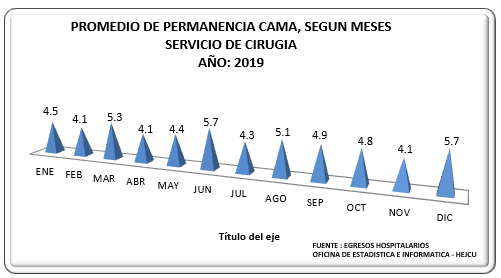 PROMEDIO DE PERMANENCIA CAMA, SEGUN MESES
SERVICIO DE CIRUGIA
AÑO: 2019
4.5 4.1 5.3 4.1 4.4 5.7 4.3 5.1 4.9 4.8 4.1 5.7
ENE FEB MAR ABR MAY JUN JUL AGO SEP OCT NOV DIC
Título del eje
FUENTE : EGRESOS HOSPITALARIOS
OFICINA DE ESTADISTICA E INFORMATICA - HEJCU